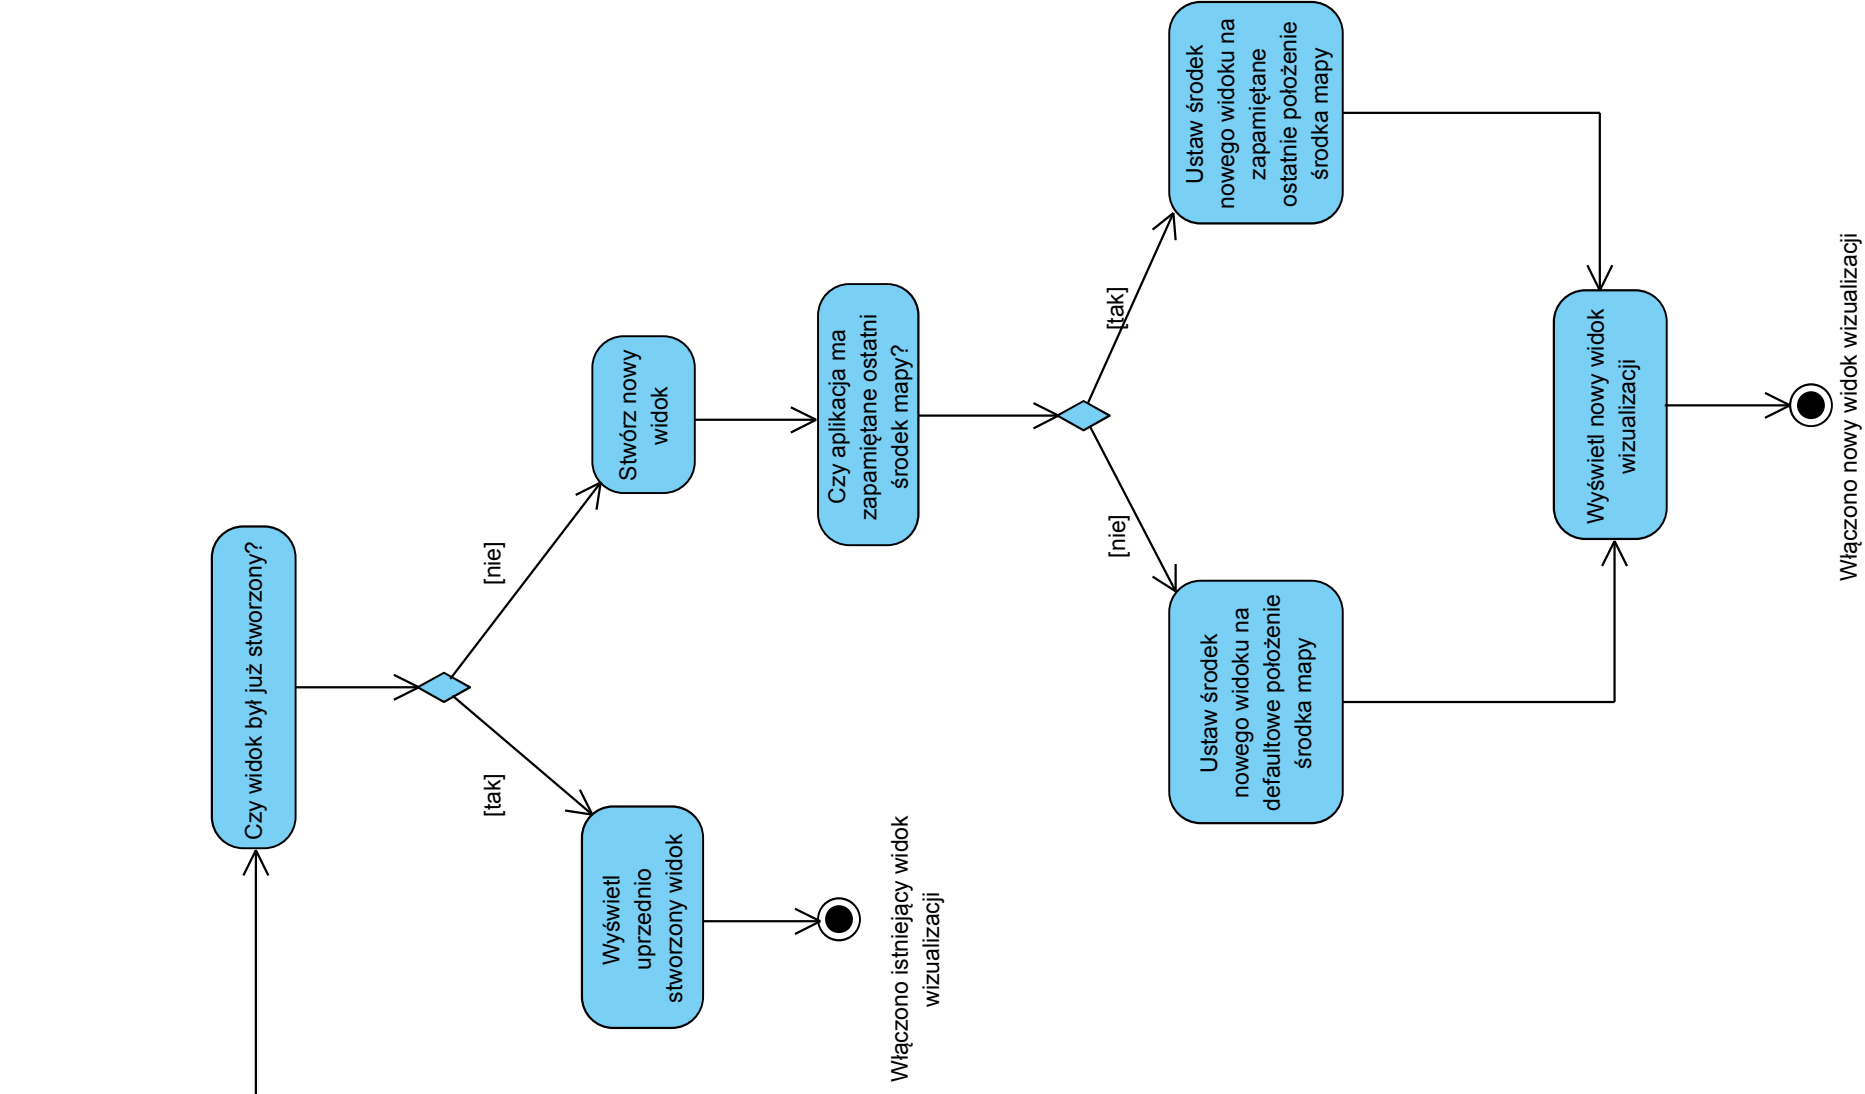 Czy widok był już stworzony?
[tak]
[nie]
Wyświetl
uprzednio
stworzony widok
Stwórz nowy
widok
Włączono istniejący widok
wizualizacji
Czy aplikacja ma
zapamiętane ostatni
środek mapy?
[nie]
[tak]
Ustaw środek
nowego widoku na
defaultowe położenie
środka mapy
Ustaw środek
nowego widoku na
zapamiętane
ostatnie położenie
środka mapy
Wyświetl nowy widok
wizualizacji
Włączono nowy widok wizualizacji